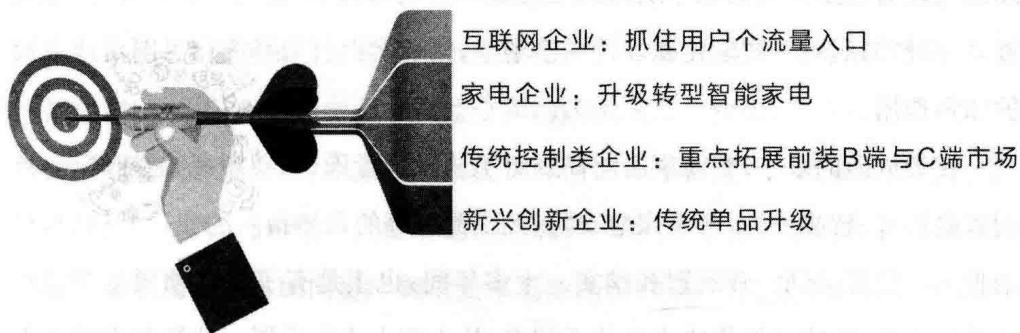 互联网企业：抓住用户个流量入口
家电企业：升级转型智能家电
传统控制类企业：重点拓展前装B端与C端市场
新兴创新企业：传统单品升级